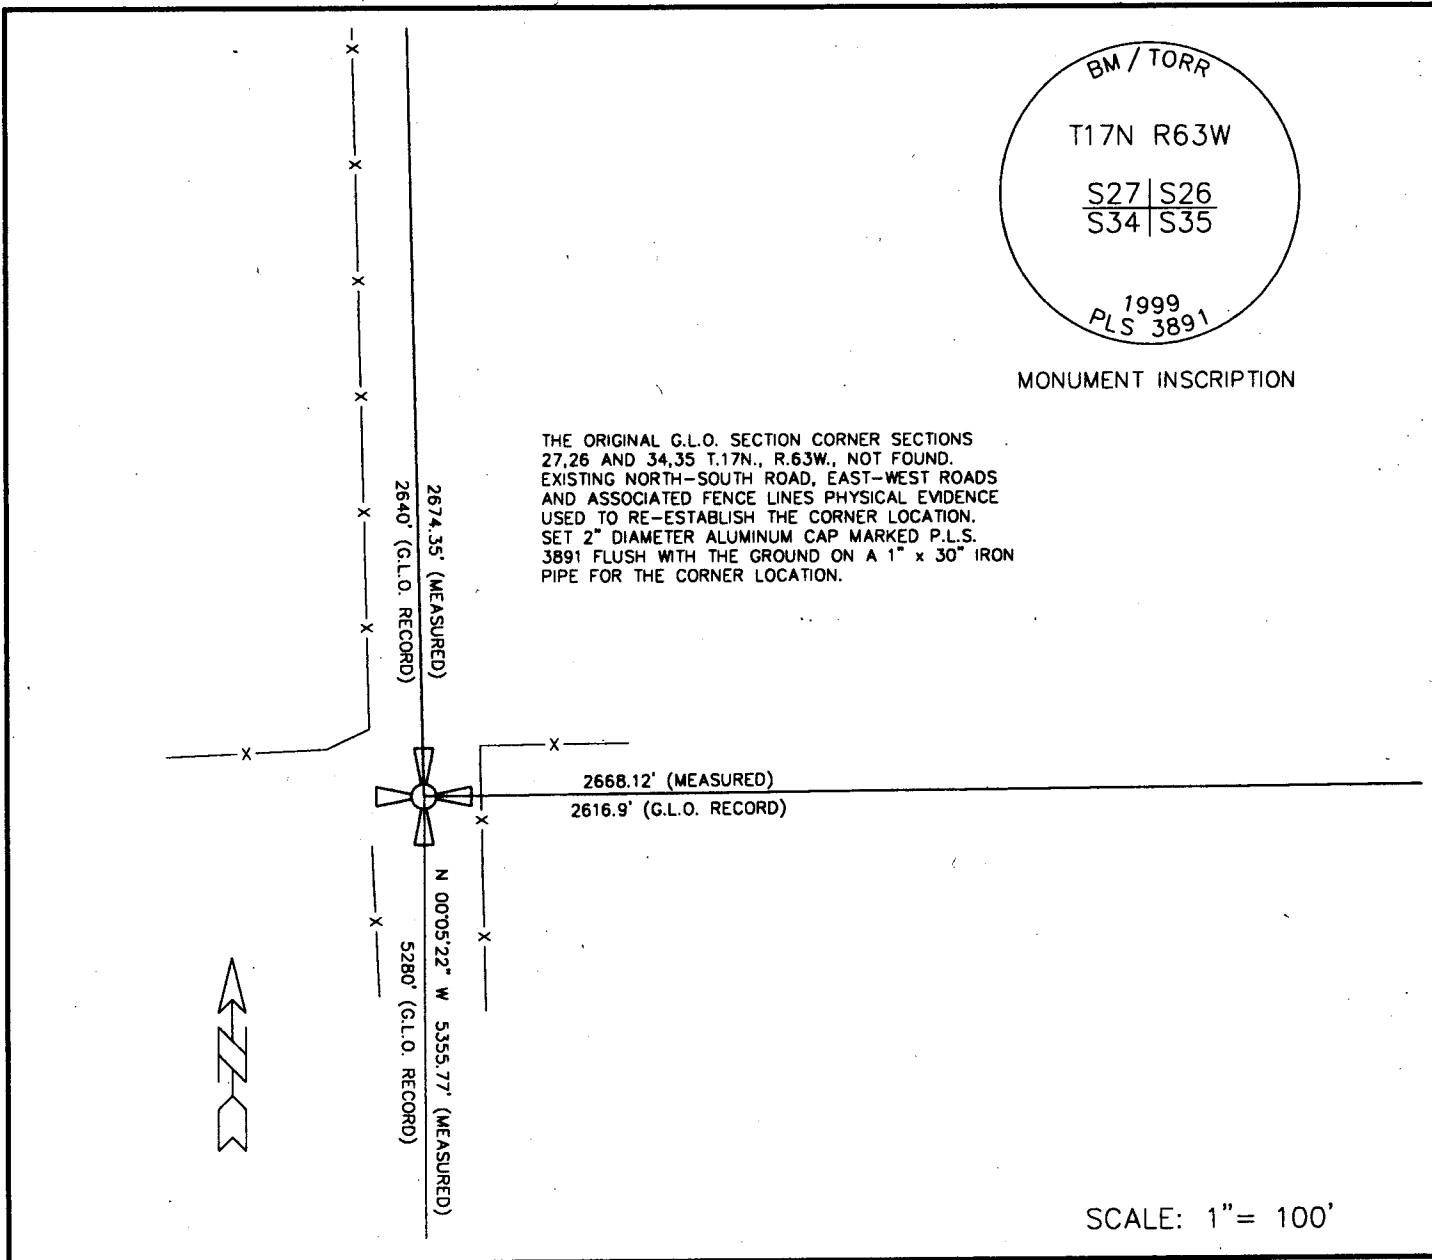 BM / TORR
T17N R63W
S27 S26
S34 S35
1999
PLS 3891
MONUMENT INSCRIPTION
THE ORIGINAL G.L.O. SECTION CORNER SECTIONS
27,26 AND 34,35 T.17N., R.63W., NOT FOUND.
EXISTING NORTH-SOUTH ROAD, EAST-WEST ROADS
AND ASSOCIATED FENCE LINES PHYSICAL EVIDENCE
USED TO RE-ESTABLISH THE CORNER LOCATION.
SET 2" DIAMETER ALUMINUM CAP MARKED P.L.S.
3891 FLUSH WITH THE GROUND ON A 1" x 30" IRON
PIPE FOR THE CORNER LOCATION.
2674.35' (MEASURED)
2640' (G.L.O. RECORD)
2668.12' (MEASURED)
2616.9' (G.L.O. RECORD)
N 00°05'22" W 5355.77' (MEASURED)
5280' (G.L.O. RECORD)
N
SCALE: 1"= 100'